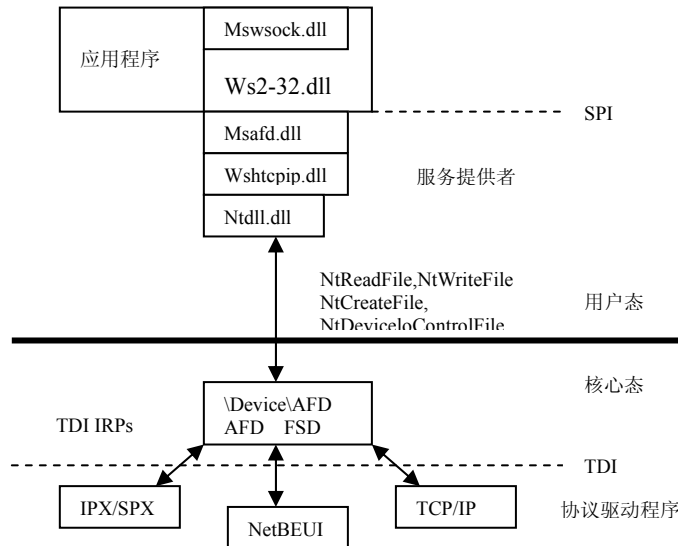 Mswsock.dll
应用程序
Ws2-32.dll
SPI
Msafd.dll
Wshtcpip.dll
服务提供者
Ntdll.dll
NtReadFile,NtWriteFile
NtCreateFile,
用户态
NtDeviceIoControlFile
核心态
\Device\AFD
TDI IRPs
AFD FSD
TDI
IPX/SPX
TCP/IP
协议驱动程序
NetBEUI